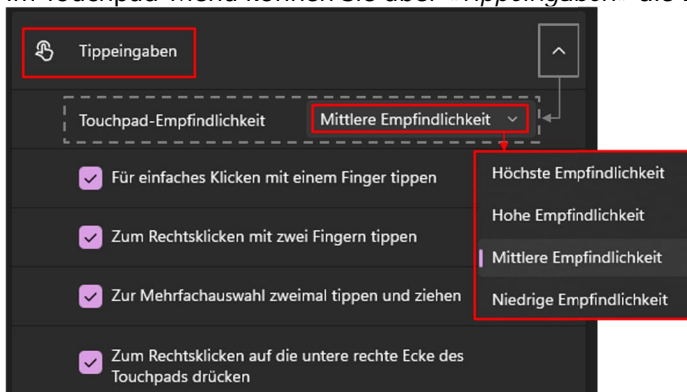 Im Touchpad-Menü können Sie über »Tippeingaben« die
Tippeingaben
Touchpad-Empfindlichkeit Mittlere Empfindlichkeit
Für einfaches Klicken mit einem Finger tippen
Zum Rechtsklicken mit zwei Fingern tippen
Zur Mehrfachauswahl zweimal tippen und ziehen
Zum Rechtsklicken auf die untere rechte Ecke des
Touchpads drücken
Höchste Empfindlichkeit
Hohe Empfindlichkeit
Mittlere Empfindlichkeit
Niedrige Empfindlichkeit